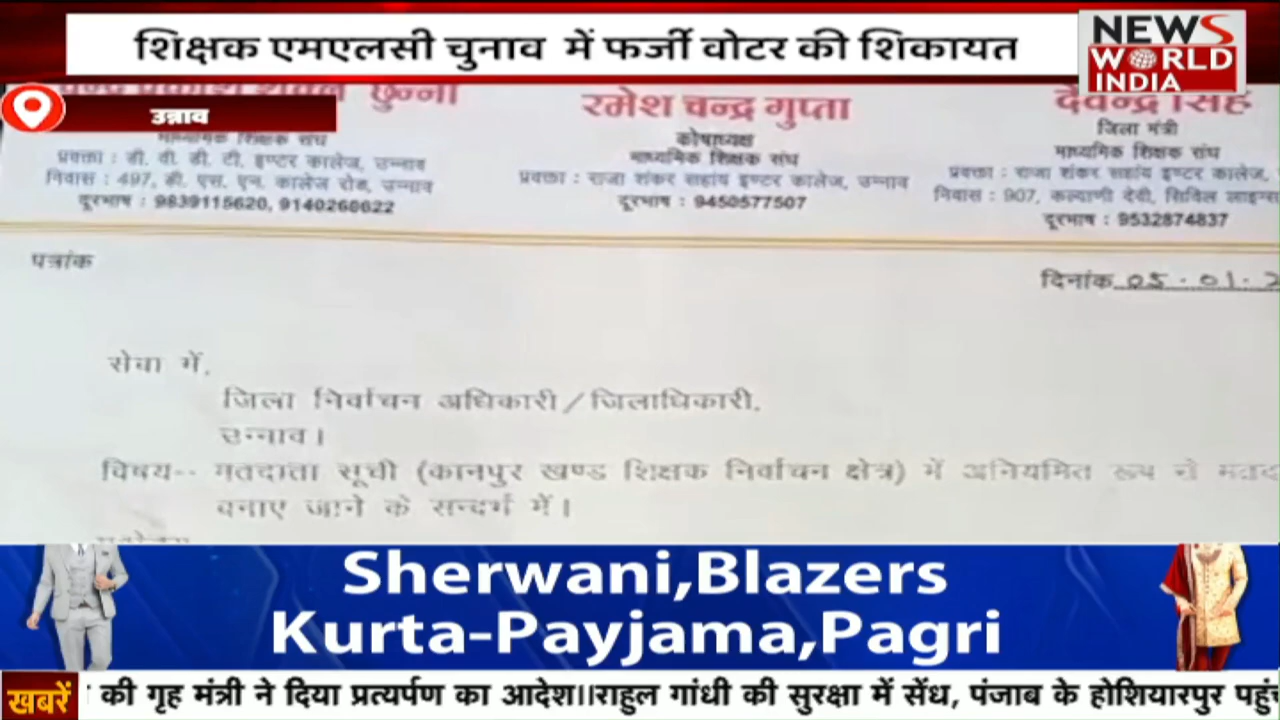 शिक्षक एमएलसी चुनाव में फर्जी वोटर की शिकायत
NEWS
WORLD
INDIA
उन्नाव
छुन्ना
रमेश चन्द्र गुप्ता
देवेन्द्र सिंह
कोषाध्यक्ष
जिला मंत्री
माध्यमिक शिक्षक संघ
माध्यमिक शिक्षक संघ
माध्यमिक शिक्षक संघ
प्रवक्ता : डी. वी. डी. टी. इण्टर कालेज, उन्नाव
प्रवक्ता : राजा शंकर सहांय इण्टर कालेज, उन्नाव
प्रवक्ता : राजा शंकर सहांय इण्टर कालेज,
निवास : 497, डी. एस. एन. कालेज रोड, उन्नाव
निवास : 907, कल्याणी देवी, सिविल लाइन्स
दूरभाष : 9839115620, 9140260622
दूरभाष : 9450577507
दूरभाष : 9532874837
पत्रांक
दिनांक 05.01.2
सेवा में,
जिला निर्वाचन अधिकारी/जिलाधिकारी,
उन्नाव।
विषय-- मतदाता सूची (कानपुर खण्ड शिक्षक निर्वाचन क्षेत्र) में अनियमित रूप से
बनाए जाने के सन्दर्भ में।
Sherwani,Blazers
Kurta-Payjama,Pagri
खबरें की गृह मंत्री ने दिया प्रत्यर्पण का आदेश।।राहुल गांधी की सुरक्षा में सेंध, पंजाब के होशियारपुर पहुं